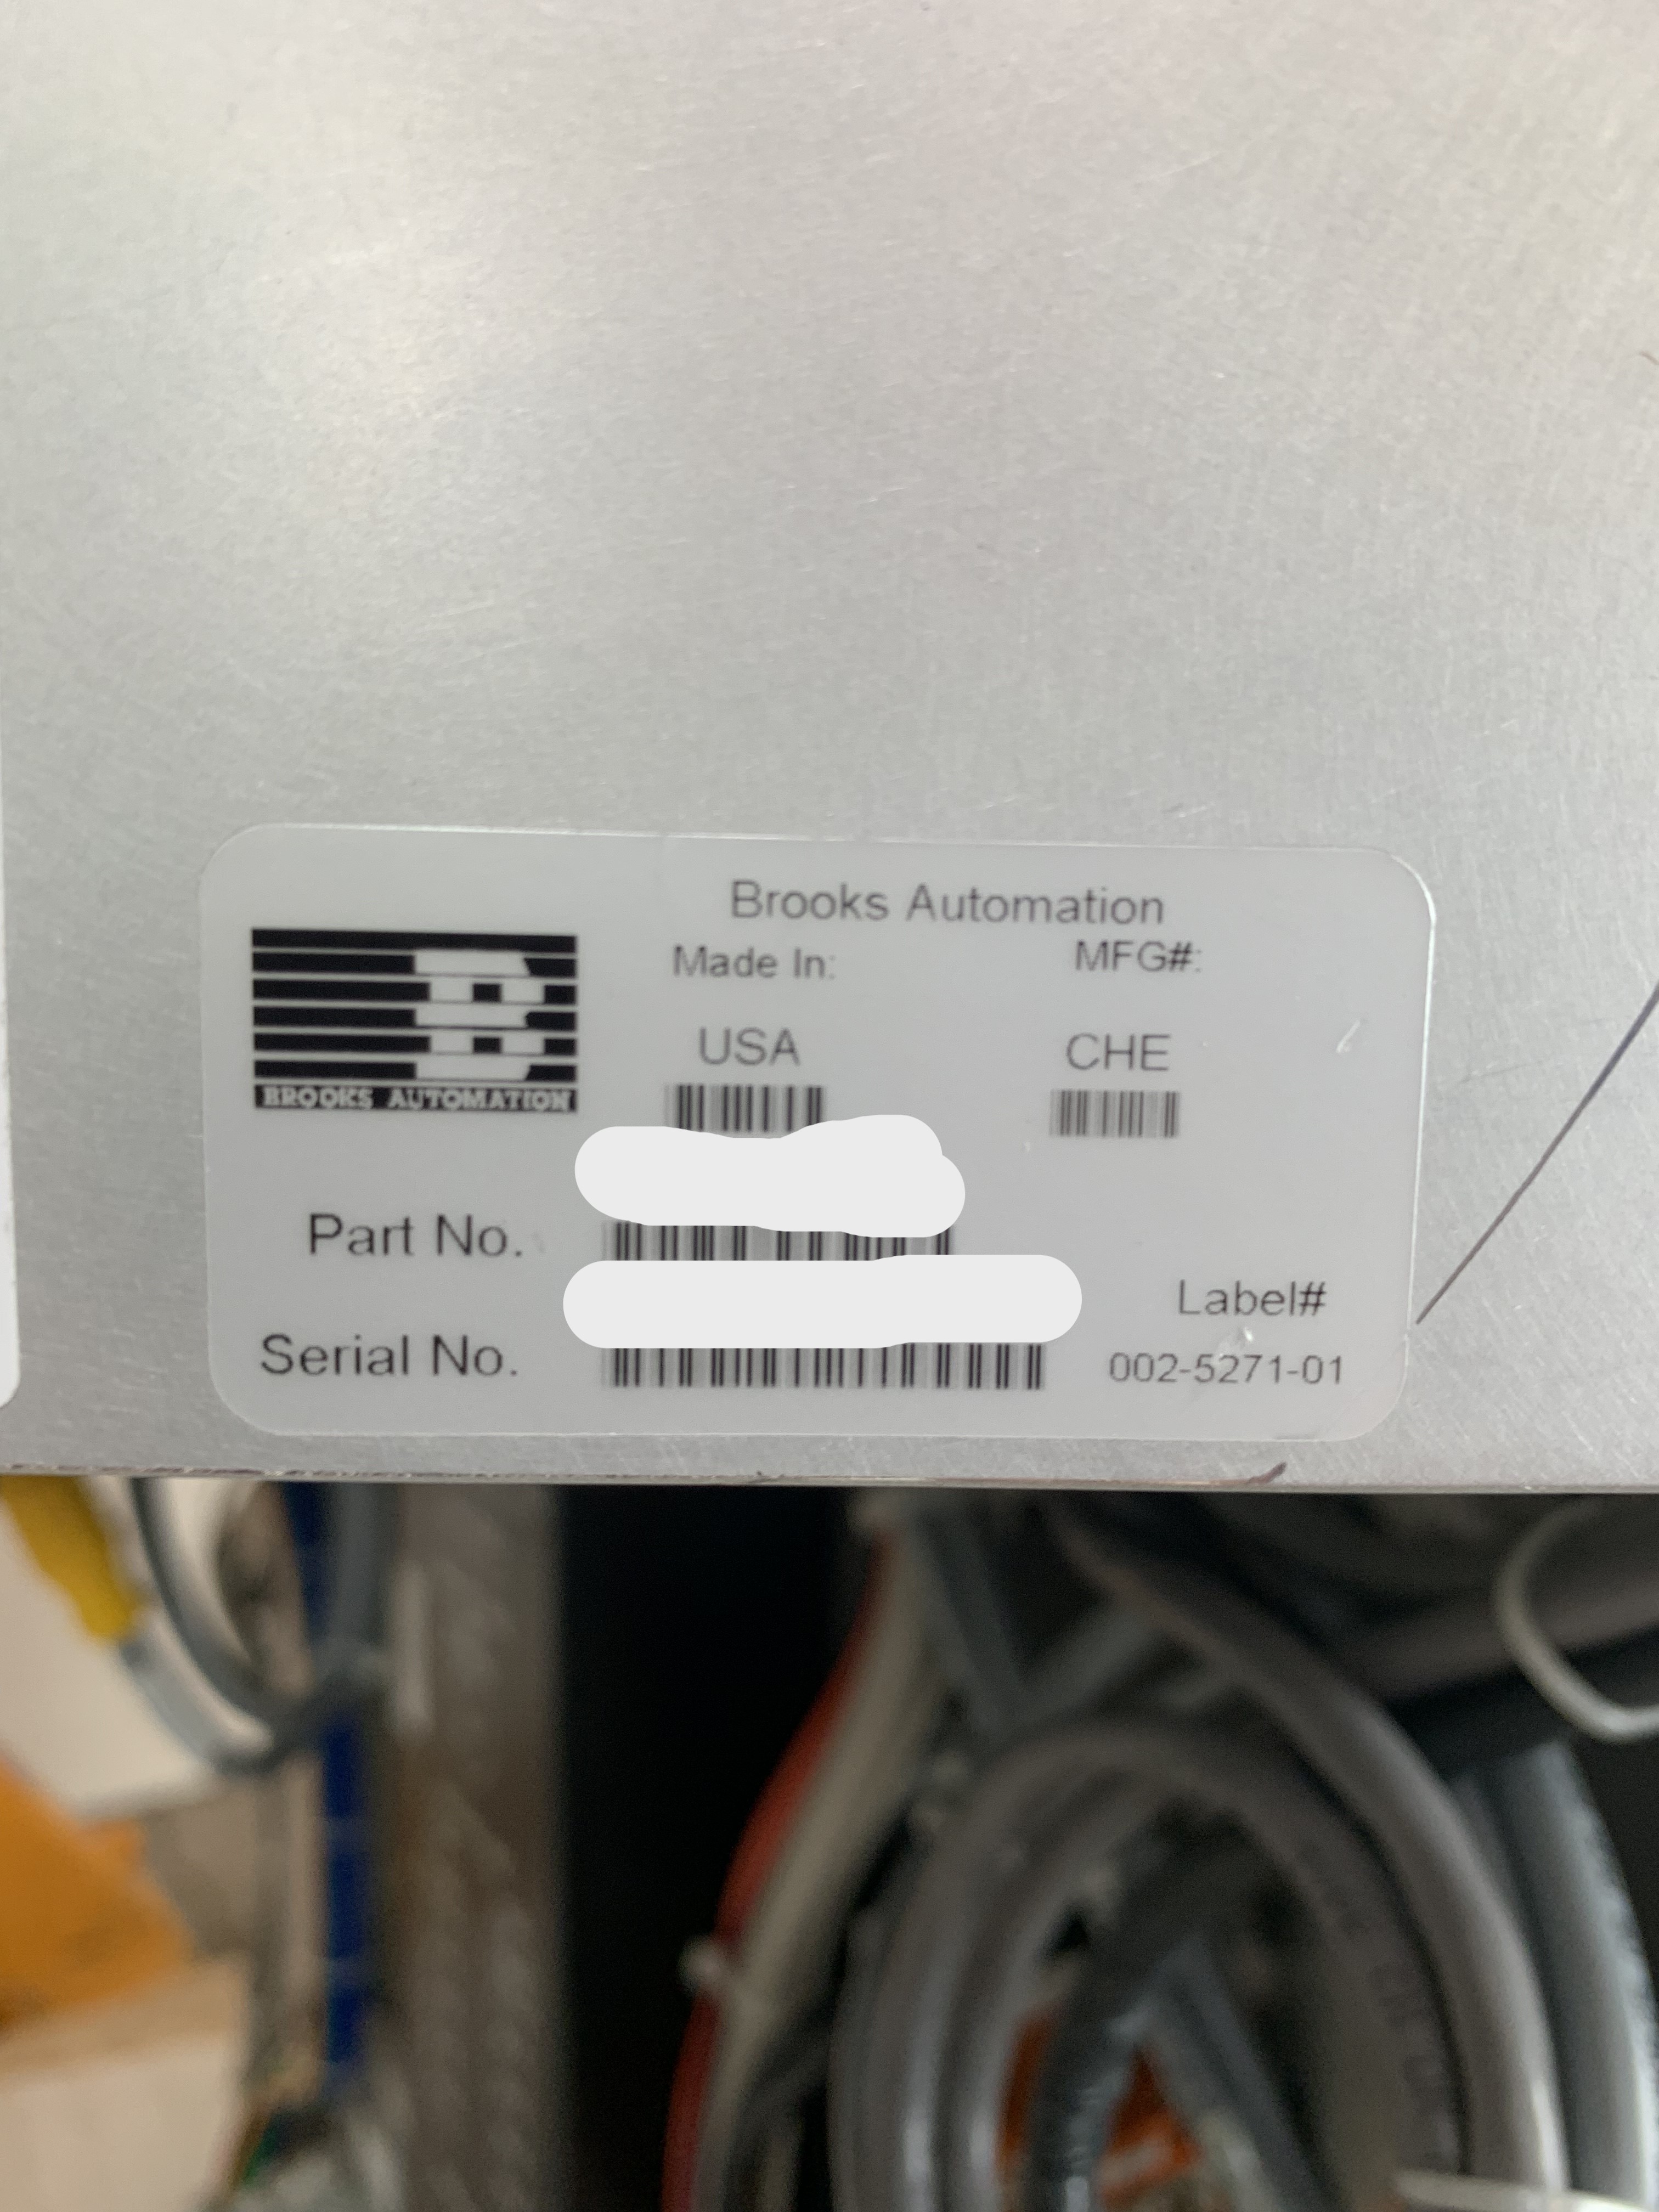 Brooks Automation
Made In: MFG#:
USA CHE
BROOKS AUTOMATION
Part No.
Label#
Serial No. 002-5271-01